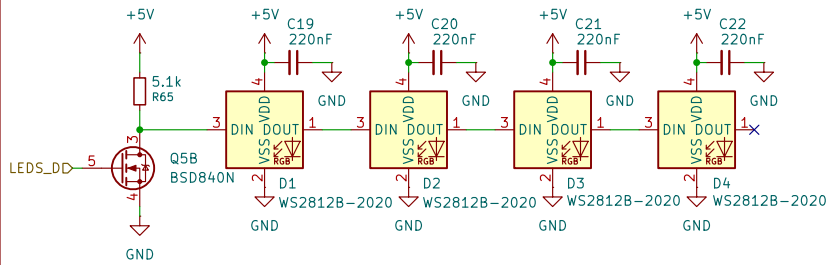 +5V
+5V
+5V
+5V
+5V
C19
220nF
C20
220nF
C21
220nF
C22
220nF
4
4
4
4
GND
GND
GND
GND
5.1k
R65
3
3 DIN DOUT 1
VDD
VSS
RGB
3 DIN DOUT 1
VDD
VSS
RGB
3 DIN DOUT 1
VDD
VSS
RGB
3 DIN DOUT 1
VDD
VSS
RGB
LEDS_D
5
Q5B
BSD840N
4
2
2
2
2
D1
WS2812B-2020
D2
WS2812B-2020
D3
WS2812B-2020
D4
WS2812B-2020
GND
GND
GND
GND
GND